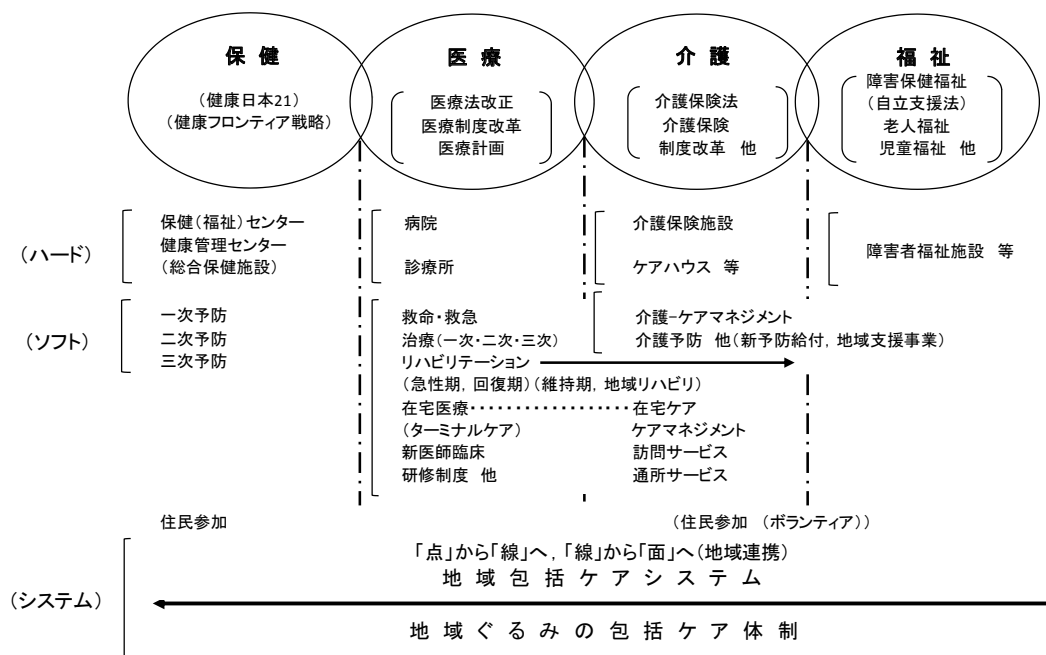 保健
(健康日本21)
(健康フロンティア戦略)
医療
医療法改正
医療制度改革
医療計画
介護
介護保険法
介護保険
制度改革 他
福祉
障害保健福祉
(自立支援法)
老人福祉
児童福祉 他
(ハード)
保健(福祉)センター
健康管理センター
(総合保健施設)
病院
診療所
介護保険施設
ケアハウス 等
障害者福祉施設 等
(ソフト)
一次予防
二次予防
三次予防
救命・救急
治療(一次・二次・三次)
リハビリテーション
(急性期, 回復期)(維持期, 地域リハビリ)
在宅医療・・・・・・・・・・・・・・・・在宅ケア
(ターミナルケア)
新医師臨床
研修制度 他
介護-ケアマネジメント
介護予防 他(新予防給付, 地域支援事業)
ケアマネジメント
訪問サービス
通所サービス
住民参加
(住民参加 (ボランティア))
(システム)
「点」から「線」へ, 「線」から「面」へ(地域連携)
地域包括ケアシステム
地域ぐるみの包括ケア体制